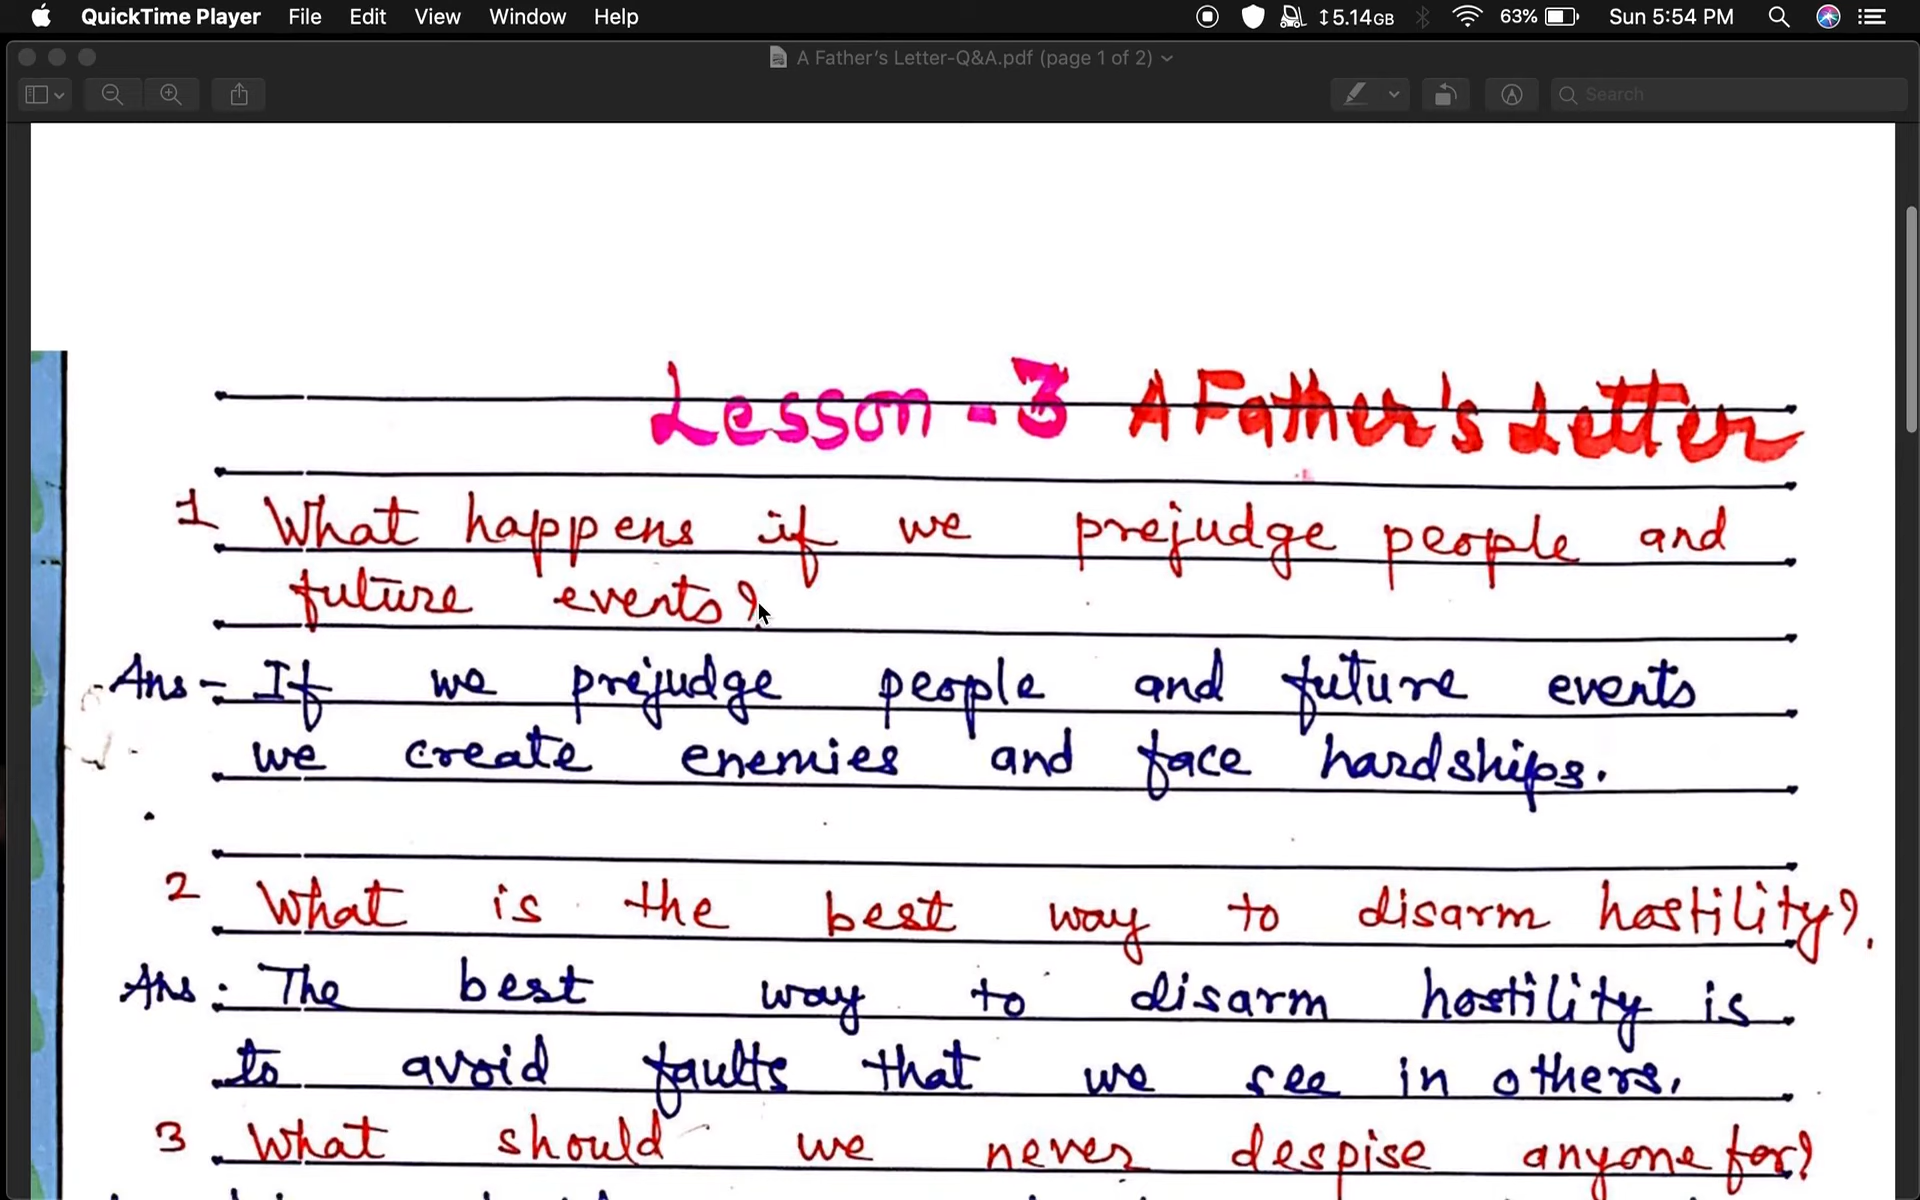 QuickTime Player File Edit View Window Help 5.14GB 63% Sun 5:54 PM
A Father's Letter-Q&A.pdf (page 1 of 2)
Search
Lesson - 3 A Father's Letter
1 What happens if we prejudge people and
future events?
Ans - If we prejudge people and future events
we create enemies and face hardships.
2 What is the best way to disarm hostility?
Ans: The best way to disarm hostility is
to avoid faults that we see in others.
3 What should we never despise anyone for?